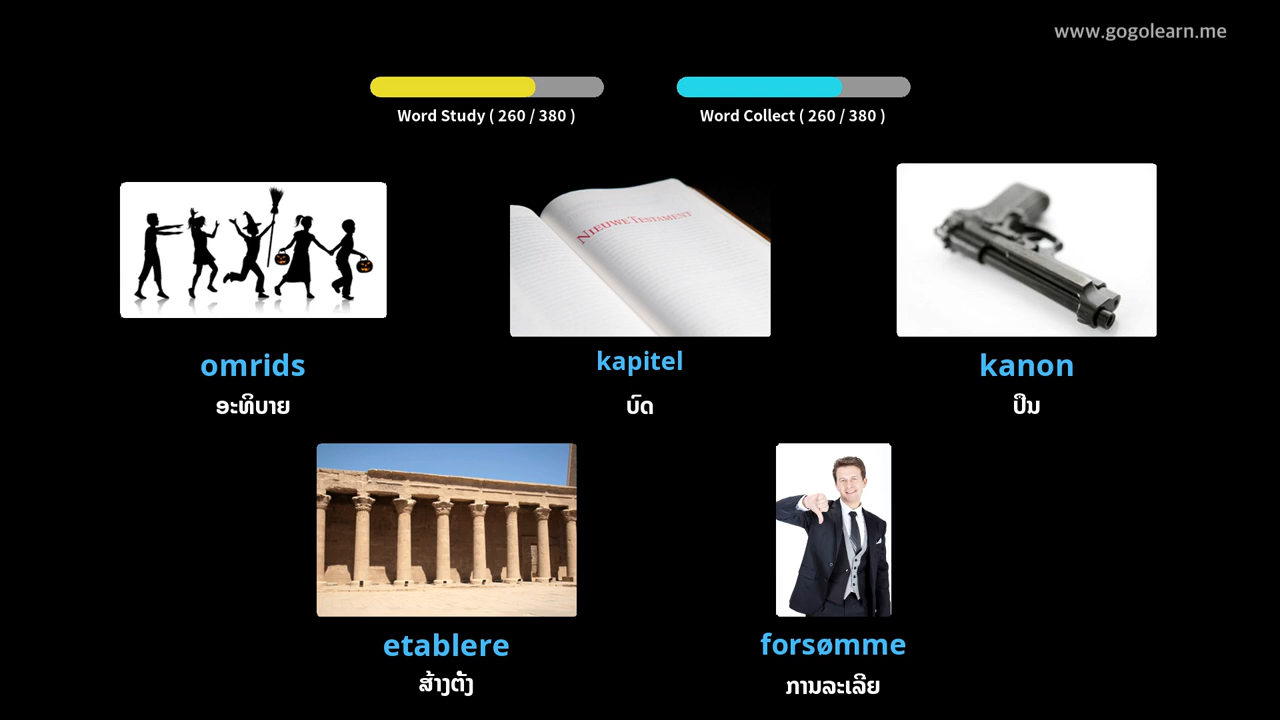 www.gogolearn.me
Word Study ( 260 / 380 )
Word Collect ( 260 / 380 )
NIEUWE TESTAMENT
omrids
ອະທິບາຍ
kapitel
ບົດ
kanon
ປືນ
etablere
ສ້າງຕັ້ງ
forsømme
ການລະເລີຍ